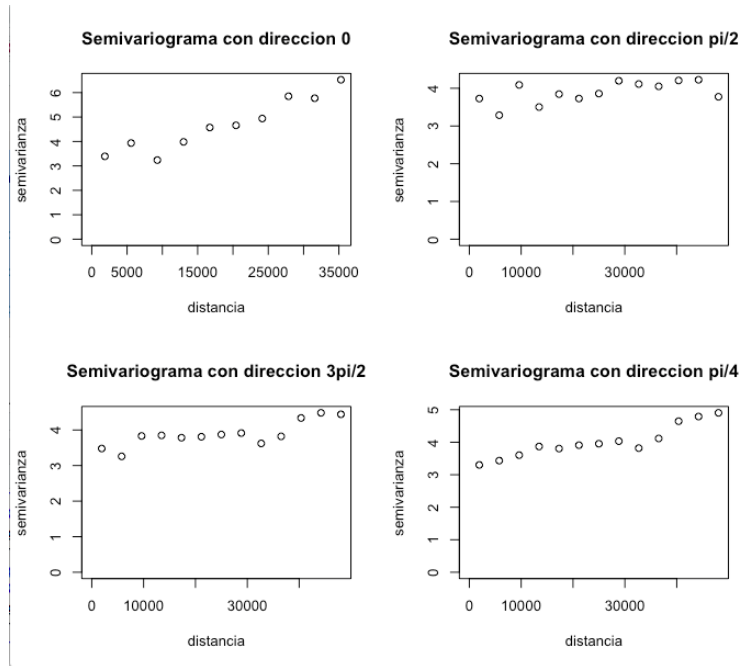 Semivariograma con direccion 0
semivarianza
6
5
4
3
2
1
0
0 5000 15000 25000 35000
distancia
Semivariograma con direccion pi/2
semivarianza
4
3
2
1
0
0 10000 30000
distancia
Semivariograma con direccion 3pi/2
semivarianza
4
3
2
1
0
0 10000 30000
distancia
Semivariograma con direccion pi/4
semivarianza
5
4
3
2
1
0
0 10000 30000
distancia